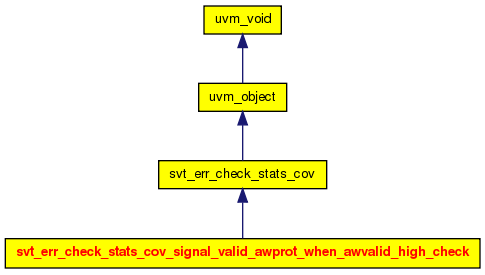 uvm_void
uvm_object
svt_err_check_stats_cov
svt_err_check_stats_cov_signal_valid_awprot_when_awvalid_high_check